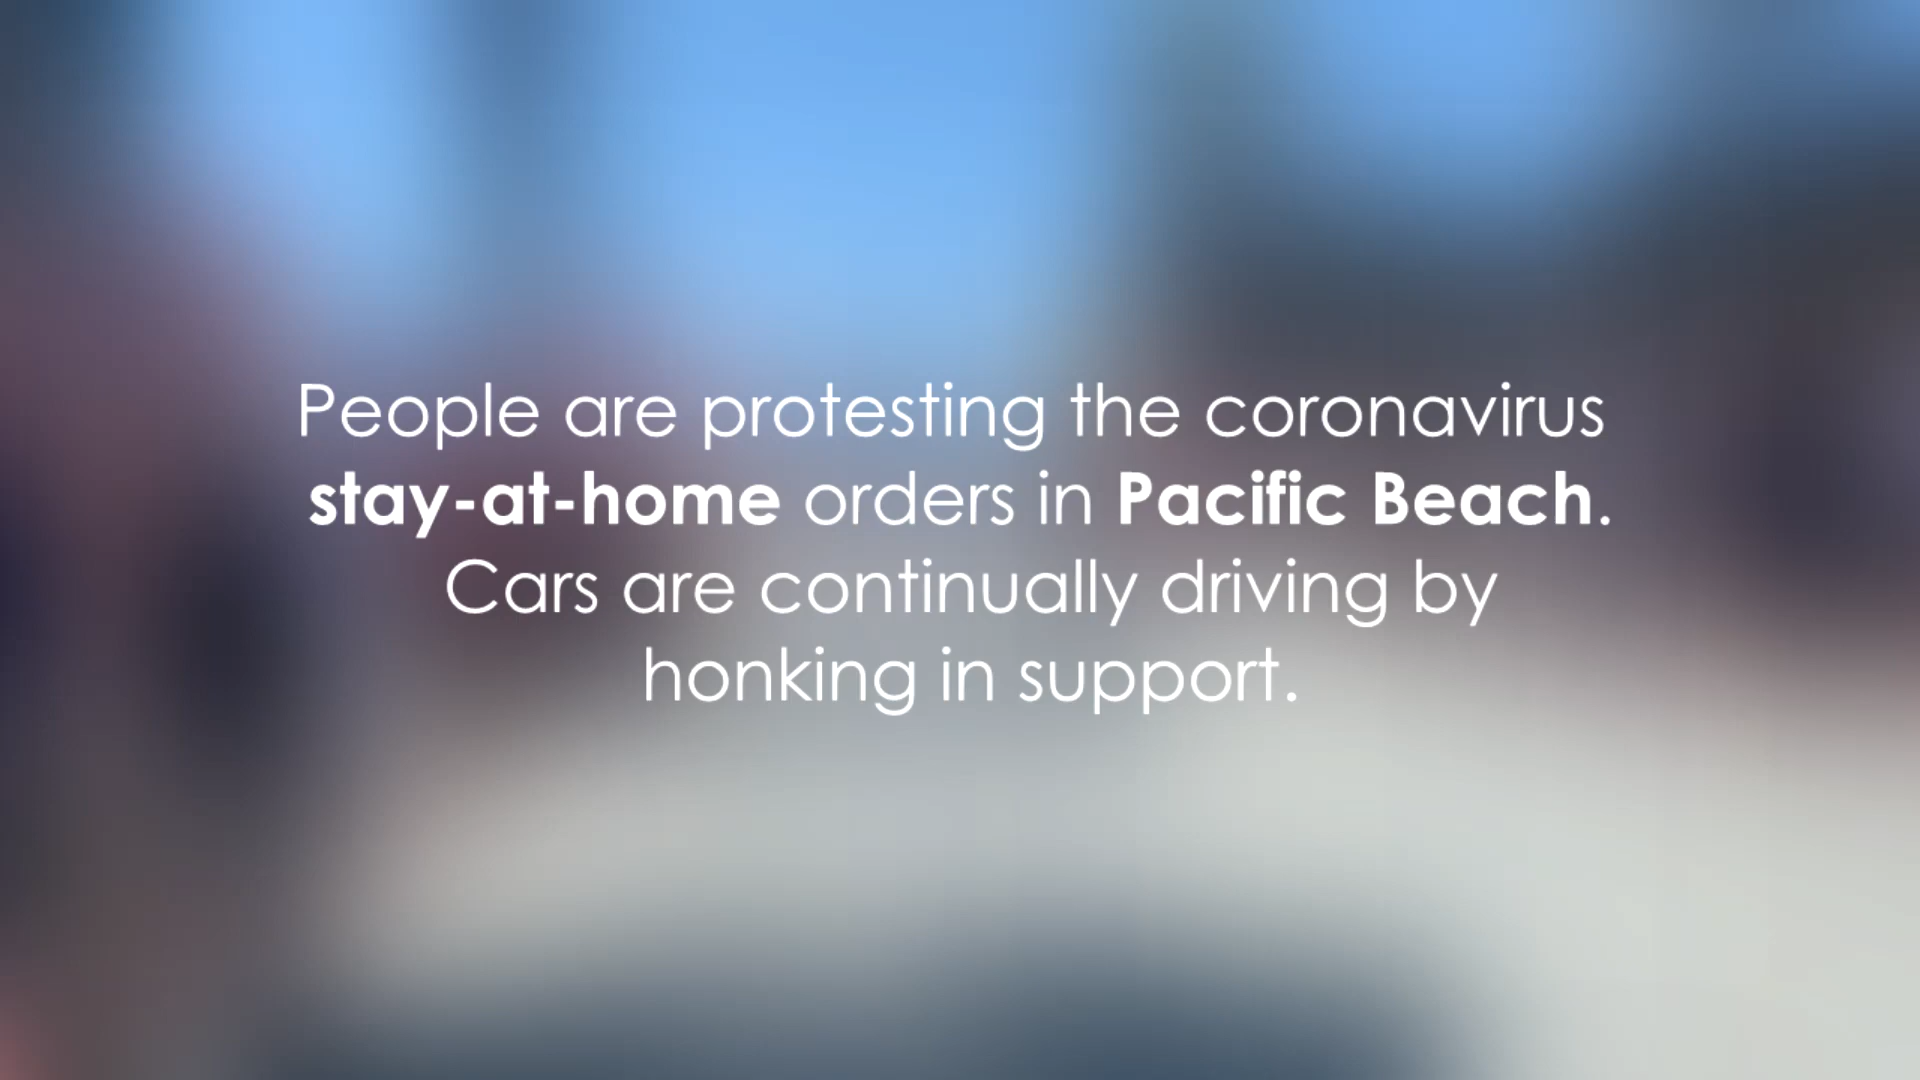 People are protesting the coronavirus
stay-at-home orders in Pacific Beach.
Cars are continually driving by
honking in support.